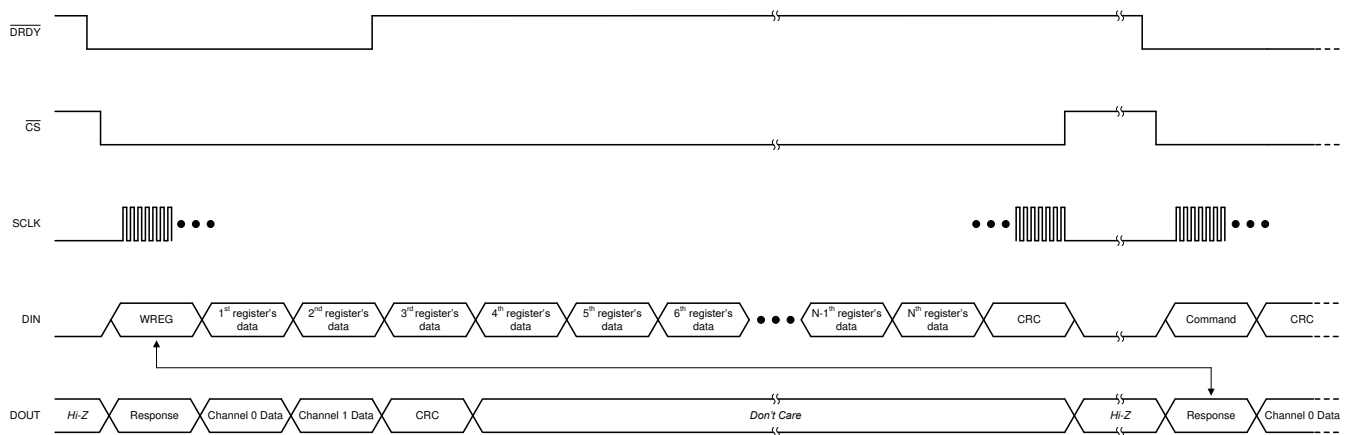 DRDY
CS
SCLK
DIN
WREG
1st register's
data
2nd register's
data
3rd register's
data
4th register's
data
5th register's
data
6th register's
data
N-1th register's
data
Nth register's
data
CRC
Command
CRC
DOUT
Hi-Z
Response
Channel 0 Data
Channel 1 Data
CRC
Don't Care
Hi-Z
Response
Channel 0 Data